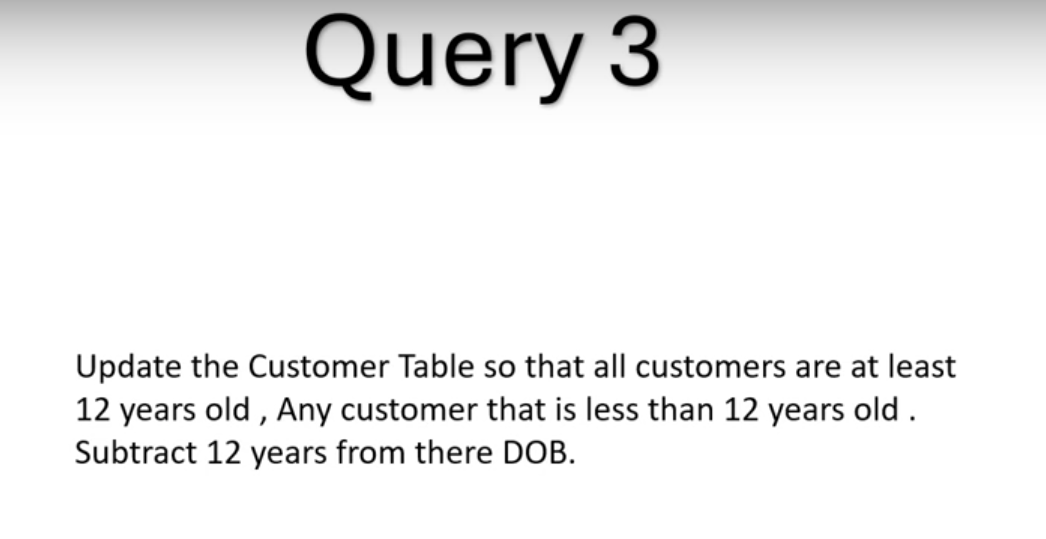 Query 3
Update the Customer Table so that all customers are at least
12 years old , Any customer that is less than 12 years old .
Subtract 12 years from there DOB.